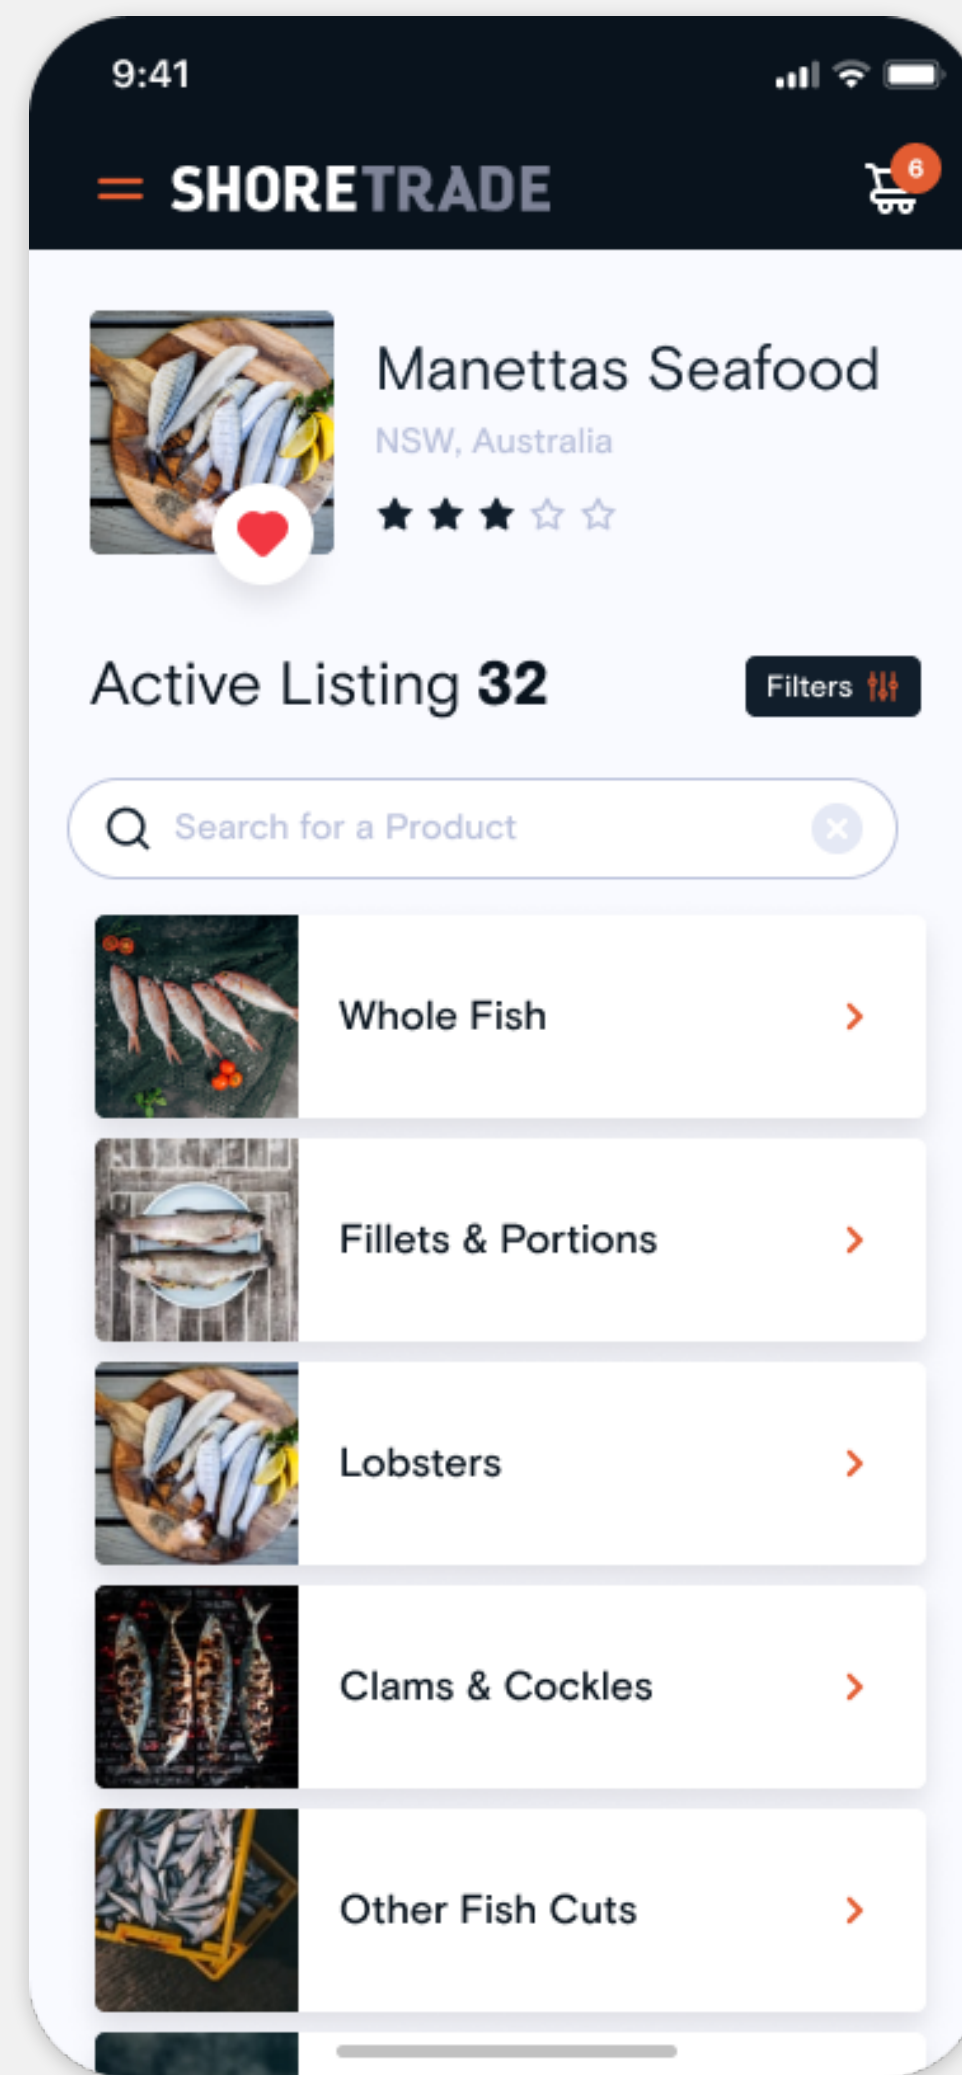 9:41
SHORETRADE
6
Manettas Seafood
NSW, Australia
Active Listing 32
Filters
Search for a Product
Whole Fish
Fillets & Portions
Lobsters
Clams & Cockles
Other Fish Cuts